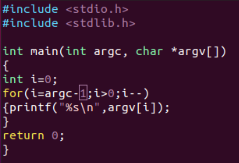 #include <stdio.h>
#include <stdlib.h>

int main(int argc, char *argv[])
{
int i=0;
for(i=argc-1;i>0;i--)
{printf("%s\n",argv[i]);
}
return 0;
}